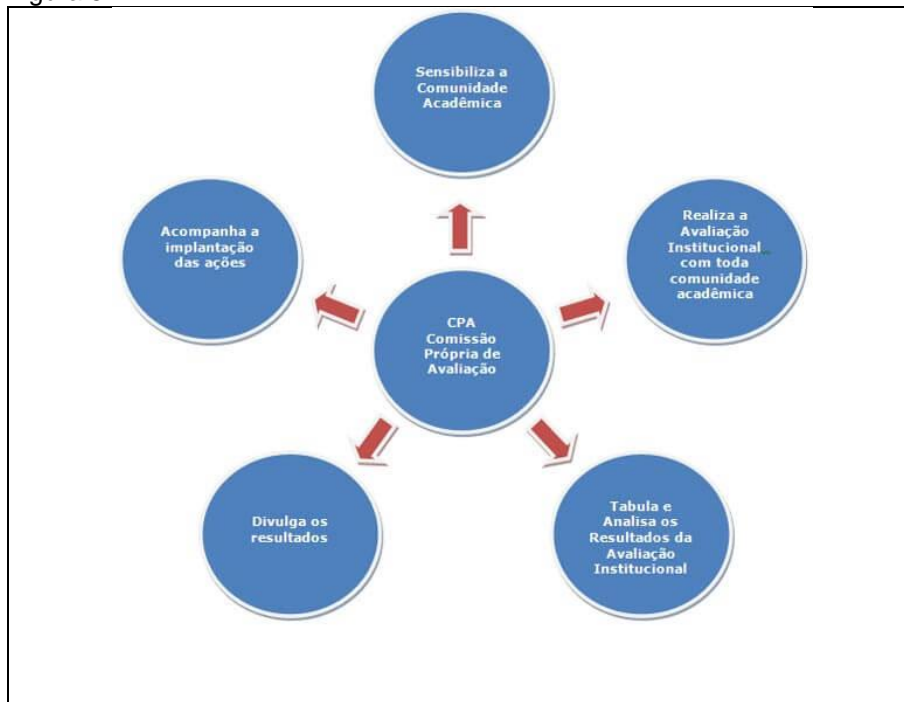 Sensibiliza a
Comunidade
Acadêmica
Realiza a
Avaliação
Institucional
com toda
comunidade
acadêmica
Acompanha a
implantação
das ações
CPA
Comissão
Própria de
Avaliação
Tabula e
Analisa os
Resultados da
Avaliação
Institucional
Divulga os
resultados